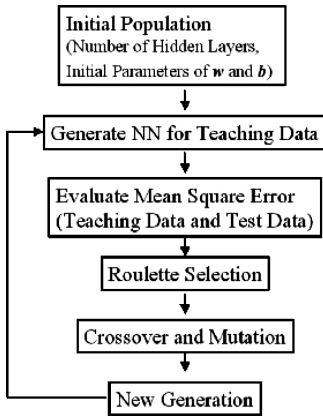 Initial Population
(Number of Hidden Layers,
Initial Parameters of w and b)
Generate NN for Teaching Data
Evaluate Mean Square Error
(Teaching Data and Test Data)
Roulette Selection
Crossover and Mutation
New Generation